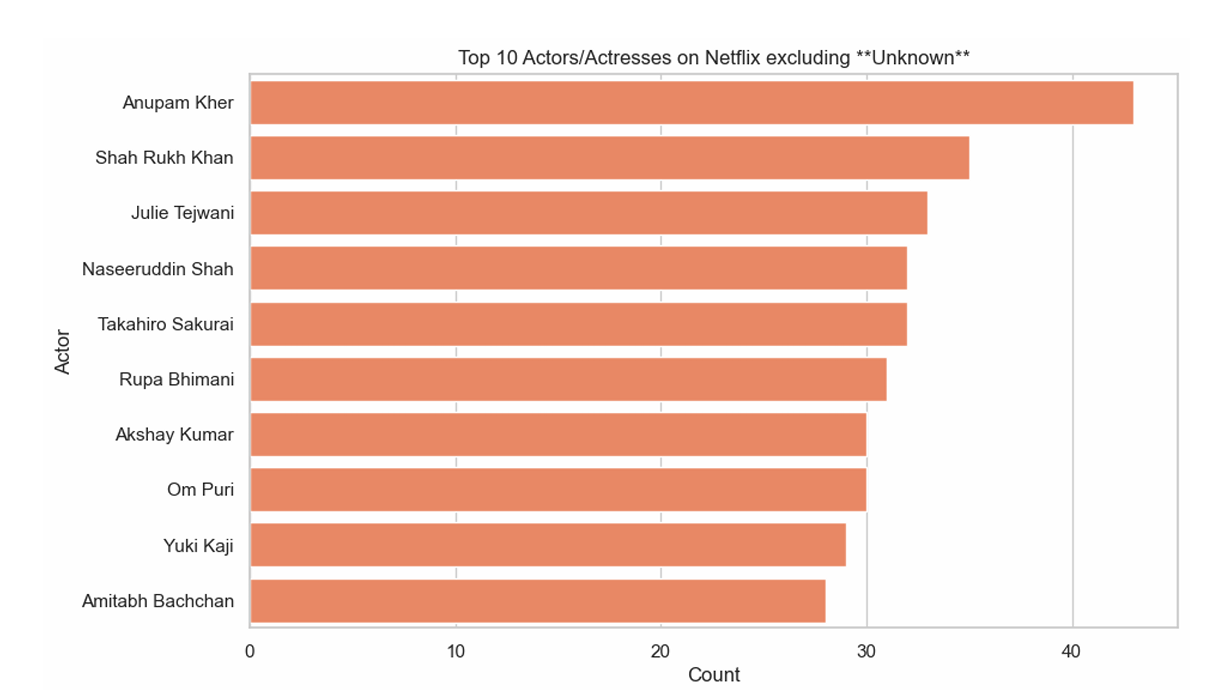 Top 10 Actors/Actresses on Netflix excluding **Unknown**
Anupam Kher
Shah Rukh Khan
Julie Tejwani
Naseeruddin Shah
Takahiro Sakurai
Rupa Bhimani
Akshay Kumar
Om Puri
Yuki Kaji
Amitabh Bachchan
Actor
0 10 20 30 40
Count